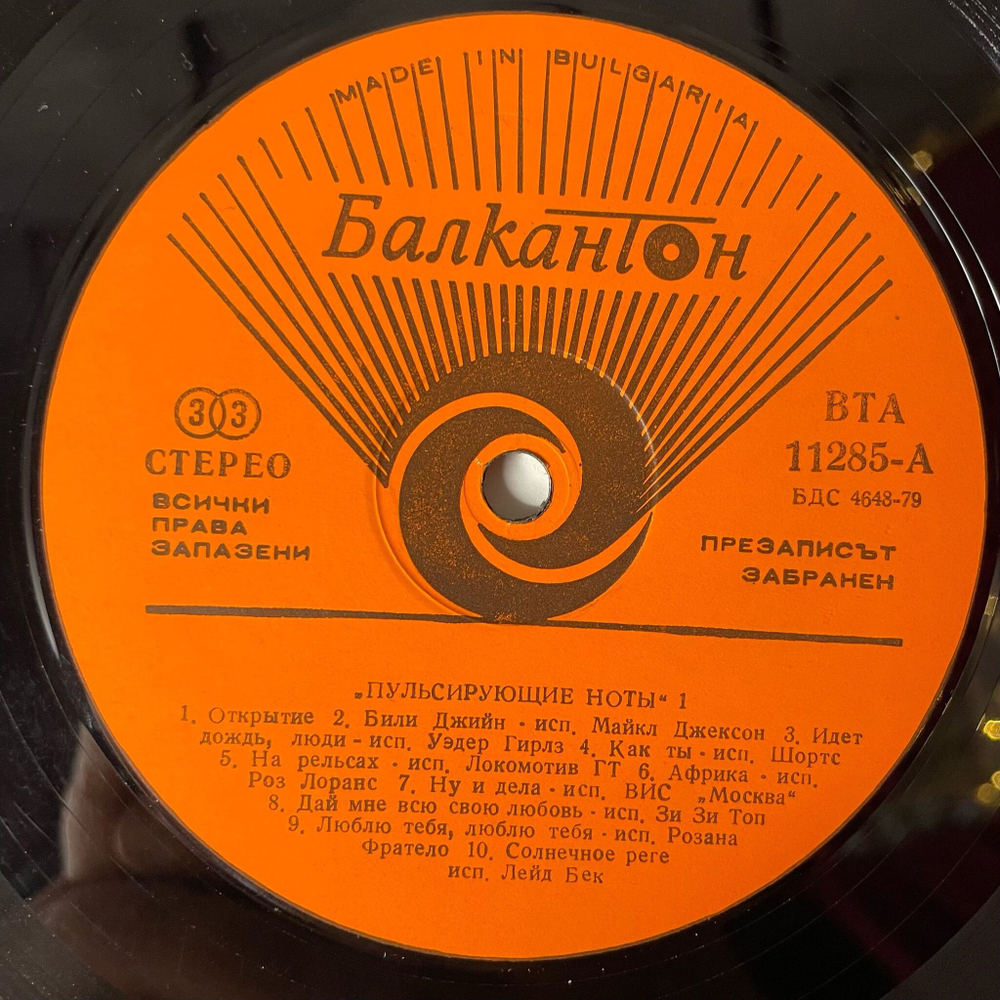 MADE IN BULGARIA
Балкантон
33
СТЕРЕО
ВСИЧКИ
ПРАВА
ЗАПАЗЕНИ
ВТА
11285-А
БДС 4648-79
ПРЕЗАПИСЪТ
ЗАБРАНЕН
„ПУЛЬСИРУЮЩИЕ НОТЫ“ 1
1. Открытие 2. Били Джийн · исп. Майкл Джексон 3. Идет
дождь, люди - исп. Уэдер Гирлз 4. Как ты · исп. Шортс
5. На рельсах · исп. Локомотив ГТ 6. Африка · исп.
Роз Лоранс 7. Ну и дела · исп. ВИС „Москва“
8. Дай мне всю свою любовь · исп. Зи Зи Топ
9. Люблю тебя, люблю тебя · исп. Розана
Фратело 10. Солнечное реге
исп. Лейд Бек